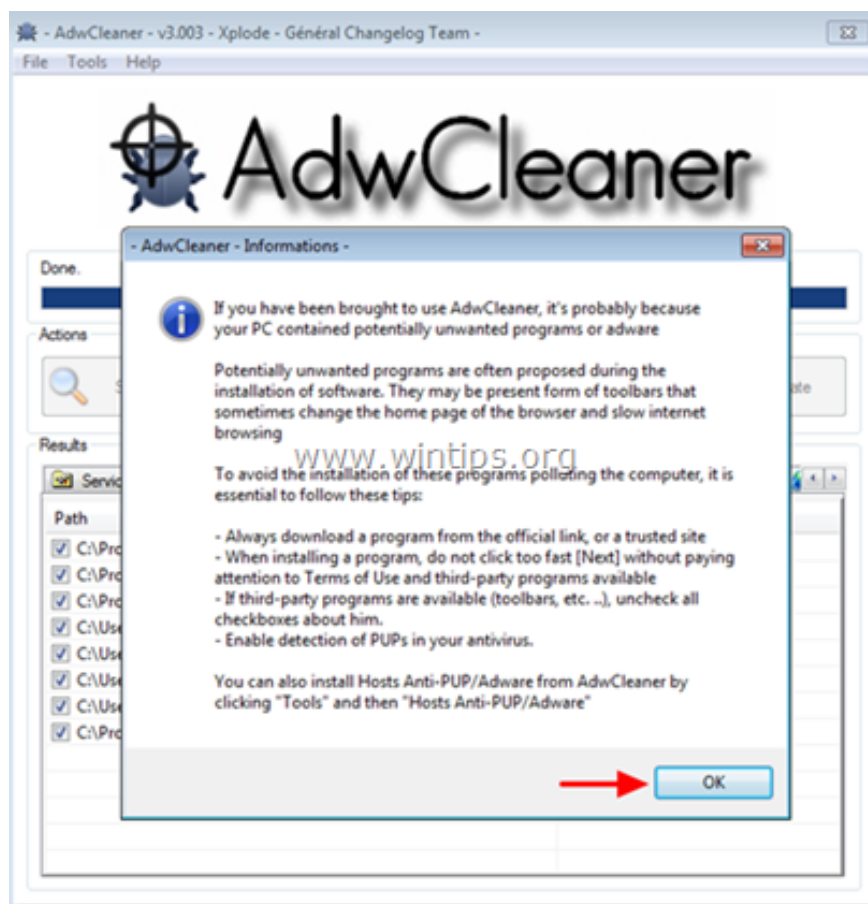 - AdwCleaner - v3.003 - Xplode - Général Changelog Team -
File Tools Help
AdwCleaner
- AdwCleaner - Informations -
Done.
If you have been brought to use AdwCleaner, it's probably because
your PC contained potentially unwanted programs or adware
Actions
Potentially unwanted programs are often proposed during the
installation of software. They may be present form of toolbars that
sometimes change the home page of the browser and slow internet
browsing
Results
www.wintips.org
To avoid the installation of these programs polluting the computer, it is
essential to follow these tips:
Servic
Path
- Always download a program from the official link, or a trusted site
- When installing a program, do not click too fast [Next] without paying
attention to Terms of Use and third-party programs available
- If third-party programs are available (toolbars, etc. ..), uncheck all
checkboxes about him.
- Enable detection of PUPs in your antivirus.
You can also install Hosts Anti-PUP/Adware from AdwCleaner by
clicking "Tools" and then "Hosts Anti-PUP/Adware"
C:\Pro
C:\Pro
C:\Pro
C:\Use
C:\Use
C:\Use
C:\Use
C:\Pro
OK